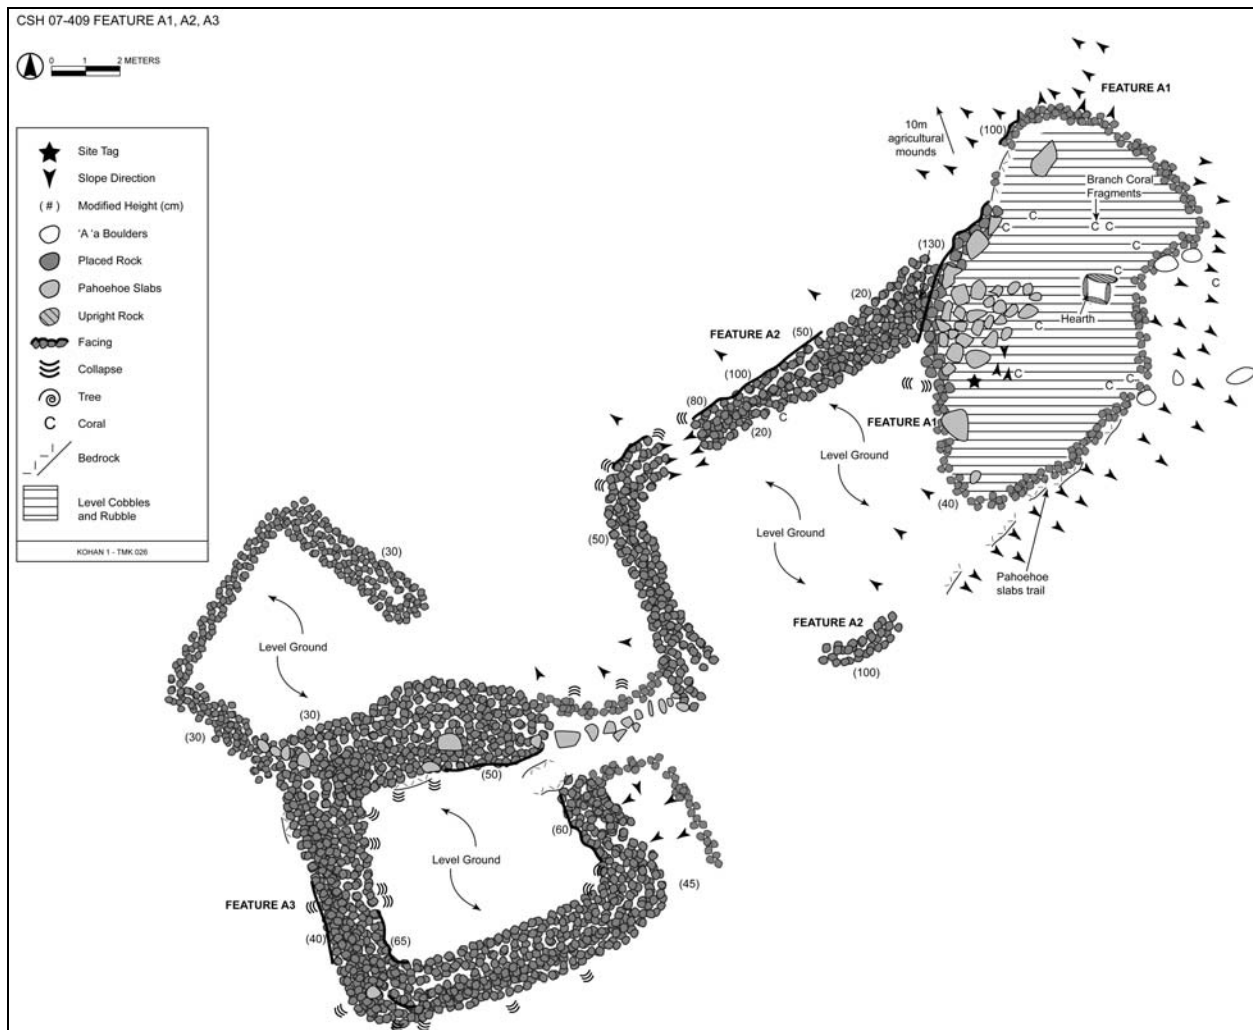 CSH 07-409 FEATURE A1, A2, A3
0 1 2 METERS
Site Tag
Slope Direction
( # ) Modified Height (cm)
'A 'a Boulders
Placed Rock
Pahoehoe Slabs
Upright Rock
Facing
Collapse
Tree
C Coral
Bedrock
Level Cobbles
and Rubble
KOHAN 1 - TMK 026
FEATURE A1
10m
agricultural
mounds
(100)
Branch Coral
Fragments
C C C C
C
(130)
C
C
(20)
Hearth
C
FEATURE A2
(50)
(100)
C
C C
(80)
C
(20)
FEATURE A1
Level Ground
(40)
Level Ground
(50)
Pahoehoe
slabs trail
(30)
FEATURE A2
(100)
Level Ground
(30)
(30)
(50)
(60)
Level Ground
(45)
FEATURE A3
(40)
(65)